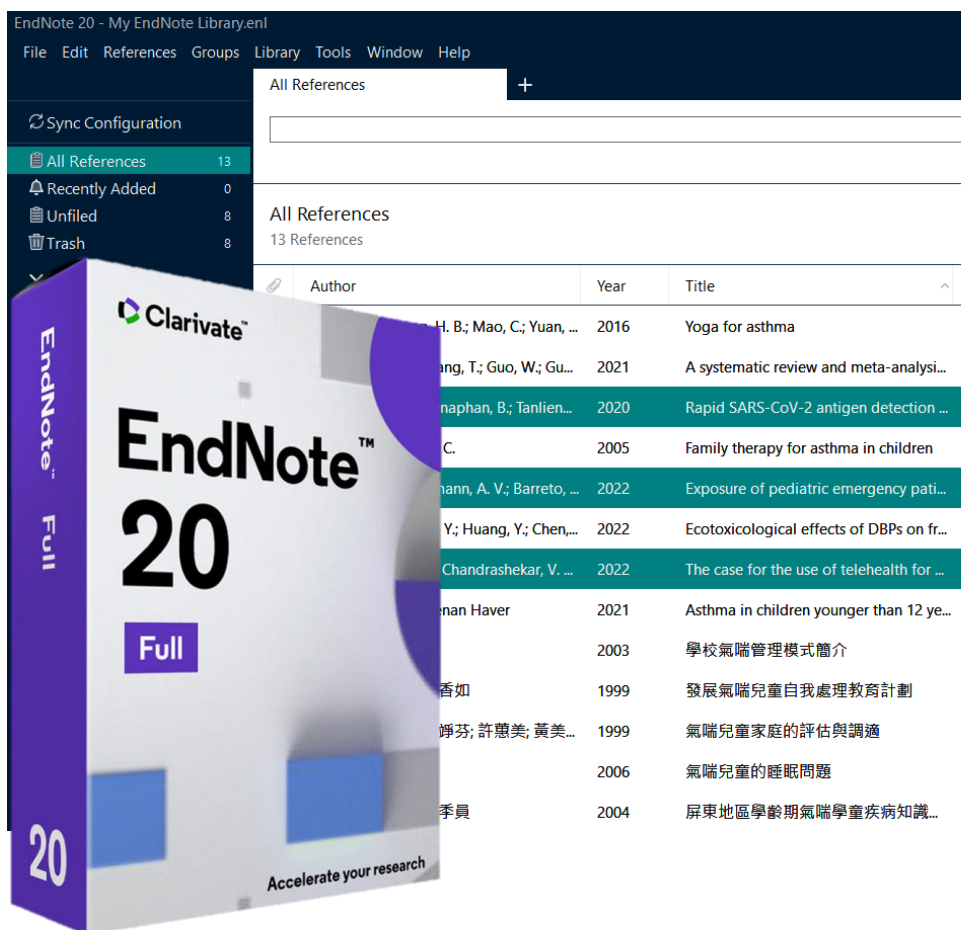 EndNote 20 - My EndNote Library.enl
File Edit References Groups Library Tools Window Help
All References +
Sync Configuration
All References 13
Recently Added 0
Unfiled 8
Trash 8
All References
13 References
Author Year Title
H. B.; Mao, C.; Yuan, ... 2016 Yoga for asthma
ang, T.; Guo, W.; Gu... 2021 A systematic review and meta-analysi...
naphan, B.; Tanlien... 2020 Rapid SARS-CoV-2 antigen detection ...
C. 2005 Family therapy for asthma in children
mann, A. V.; Barreto, ... 2022 Exposure of pediatric emergency pati...
Y.; Huang, Y.; Chen,... 2022 Ecotoxicological effects of DBPs on fr...
Chandrashekar, V. ... 2022 The case for the use of telehealth for ...
enan Haver 2021 Asthma in children younger than 12 ye...
2003 學校氣喘管理模式簡介
香如 1999 發展氣喘兒童自我處理教育計劃
竫芬; 許蕙美; 黃美... 1999 氣喘兒童家庭的評估與調適
2006 氣喘兒童的睡眠問題
季員 2004 屏東地區學齡期氣喘學童疾病知識...
Clarivate™
EndNote™
20
Full
Accelerate your research
EndNote™ Full
20